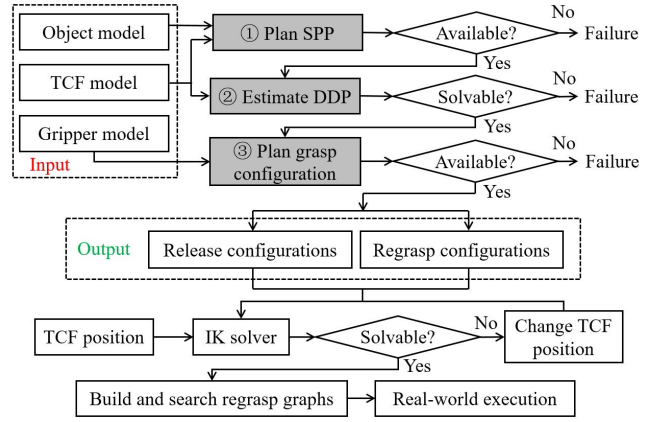 Object model
① Plan SPP
Available?
No
Failure
Yes
TCF model
② Estimate DDP
Solvable?
No
Failure
Yes
Gripper model
③ Plan grasp
configuration
Available?
No
Failure
Yes
Input
Output
Release configurations
Regrasp configurations
TCF position
IK solver
Solvable?
No
Change TCF
position
Yes
Build and search regrasp graphs
Real-world execution